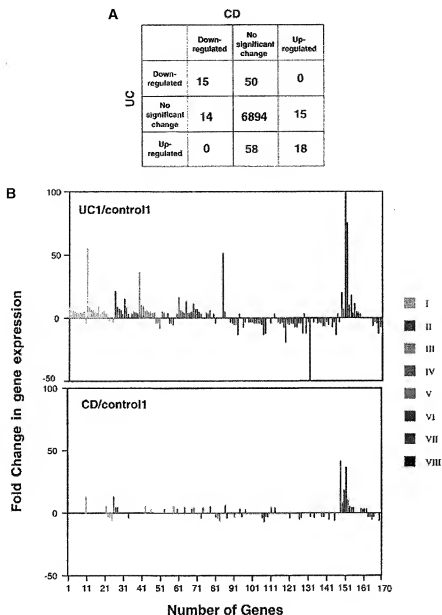 A
CD
Down-regulated
No significant change
Up-regulated
UC
Down-regulated 15 50 0
No significant change 14 6894 15
Up-regulated 0 58 18
B
Fold Change in gene expression
100
UC1/control1
50
0
-50
100
CD/control1
50
0
-50
1 11 21 31 41 51 61 71 81 91 101 111 121 131 141 151 161 170
Number of Genes
I
II
III
IV
V
VI
VII
VIII